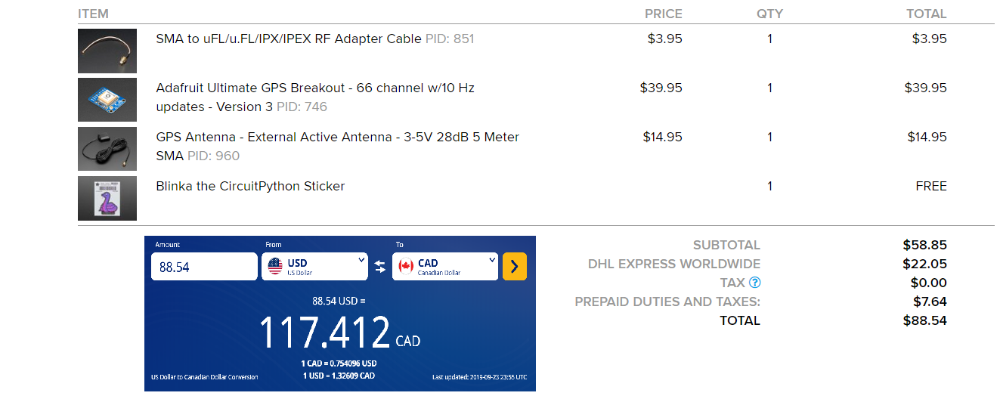 ITEM PRICE QTY TOTAL
SMA to uFL/u.FL/IPX/IPEX RF Adapter Cable PID: 851 $3.95 1 $3.95
Adafruit Ultimate GPS Breakout - 66 channel w/10 Hz $39.95 1 $39.95
updates - Version 3 PID: 746
GPS Antenna - External Active Antenna - 3-5V 28dB 5 Meter $14.95 1 $14.95
SMA PID: 960
Blinka the CircuitPython Sticker 1 FREE
Amount From To
88.54 USD US Dollar CAD Canadian Dollar
88.54 USD =
117.412 CAD
1 CAD = 0.754096 USD
1 USD = 1.32609 CAD
US Dollar to Canadian Dollar Conversion Last updated: 2019-09-23 23:55 UTC
SUBTOTAL $58.85
DHL EXPRESS WORLDWIDE $22.05
TAX ? $0.00
PREPAID DUTIES AND TAXES: $7.64
TOTAL $88.54